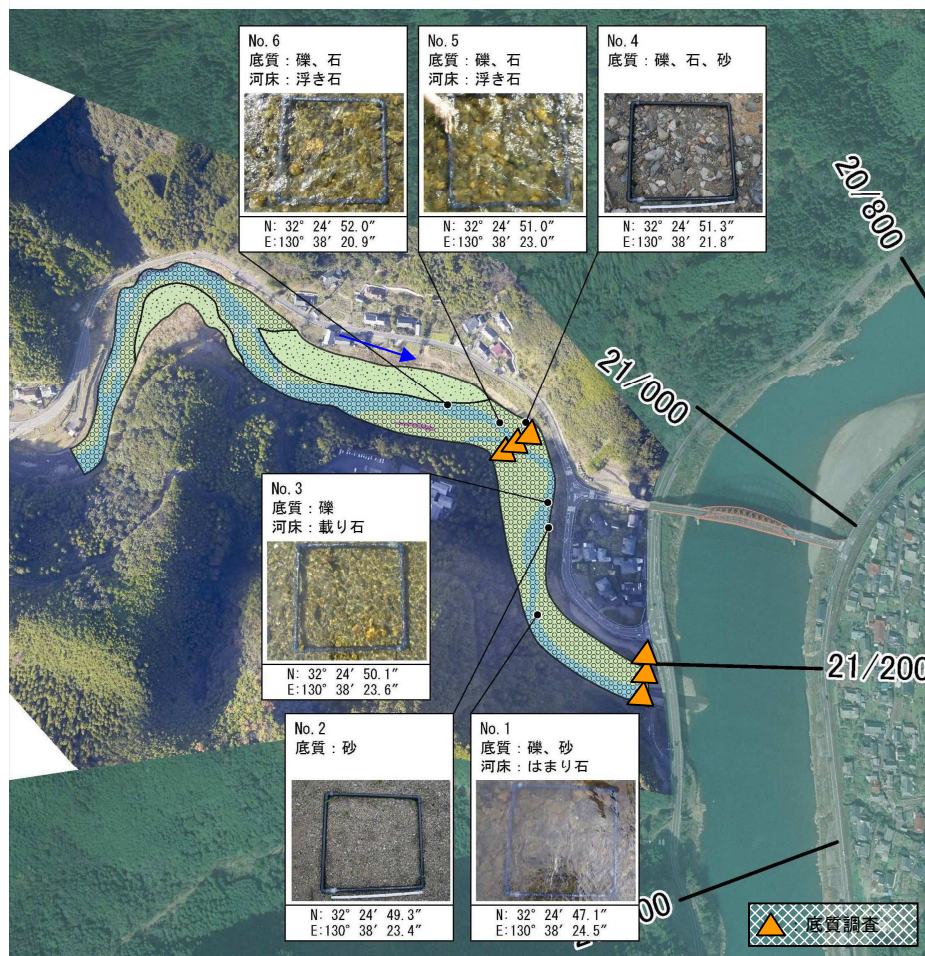 No.6
底質：礫、石
河床：浮き石
N: 32° 24′ 52.0″
E:130° 38′ 20.9″
No.5
底質：礫、石
河床：浮き石
N: 32° 24′ 51.0″
E:130° 38′ 23.0″
No.4
底質：礫、石、砂
N: 32° 24′ 51.3″
E:130° 38′ 21.8″
20/800
21/000
No.3
底質：礫
河床：載り石
N: 32° 24′ 50.1″
E:130° 38′ 23.6″
21/200
No.2
底質：砂
N: 32° 24′ 49.3″
E:130° 38′ 23.4″
No.1
底質：礫、砂
河床：はまり石
N: 32° 24′ 47.1″
E:130° 38′ 24.5″
底質調査